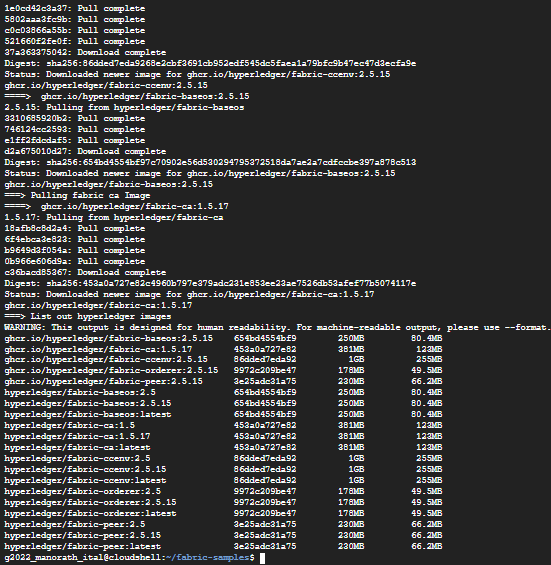 1e0cd42c3a37: Pull complete
5802aaa3fc9b: Pull complete
c0c03866a55b: Pull complete
521660f2fe0f: Pull complete
37a363375042: Download complete
Digest: sha256:86dded7eda9268e2cbf3691cb952edf545dc5faea1a79bfc9b47ec47d3ecfa9e
Status: Downloaded newer image for ghcr.io/hyperledger/fabric-ccenv:2.5.15
ghcr.io/hyperledger/fabric-ccenv:2.5.15
====>  ghcr.io/hyperledger/fabric-baseos:2.5.15
2.5.15: Pulling from hyperledger/fabric-baseos
3310685920b2: Pull complete
746124cc2593: Pull complete
e1ff2fdcdaf5: Pull complete
d2a675010d27: Download complete
Digest: sha256:654bd4554bf97c70902e56d530294795372518da7ae2a7cdfccbe397a878c513
Status: Downloaded newer image for ghcr.io/hyperledger/fabric-baseos:2.5.15
ghcr.io/hyperledger/fabric-baseos:2.5.15
===> Pulling fabric ca Image
====>  ghcr.io/hyperledger/fabric-ca:1.5.17
1.5.17: Pulling from hyperledger/fabric-ca
18afb8c8d2a4: Pull complete
6f4ebca3e823: Pull complete
b9649d3f054a: Pull complete
0b966e606d9a: Pull complete
c36bacd85367: Download complete
Digest: sha256:453a0a727e82c4960b797e379adc231e853ee23ae7526db53afef77b5074117e
Status: Downloaded newer image for ghcr.io/hyperledger/fabric-ca:1.5.17
ghcr.io/hyperledger/fabric-ca:1.5.17
===> List out hyperledger images
WARNING: This output is designed for human readability. For machine-readable output, please use --format.
ghcr.io/hyperledger/fabric-baseos:2.5.15 654bd4554bf9 250MB 80.4MB
ghcr.io/hyperledger/fabric-ca:1.5.17 453a0a727e82 381MB 123MB
ghcr.io/hyperledger/fabric-ccenv:2.5.15 86dded7eda92 1GB 255MB
ghcr.io/hyperledger/fabric-orderer:2.5.15 9972c209be47 178MB 49.5MB
ghcr.io/hyperledger/fabric-peer:2.5.15 3e25adc31a75 230MB 66.2MB
hyperledger/fabric-baseos:2.5 654bd4554bf9 250MB 80.4MB
hyperledger/fabric-baseos:2.5.15 654bd4554bf9 250MB 80.4MB
hyperledger/fabric-baseos:latest 654bd4554bf9 250MB 80.4MB
hyperledger/fabric-ca:1.5 453a0a727e82 381MB 123MB
hyperledger/fabric-ca:1.5.17 453a0a727e82 381MB 123MB
hyperledger/fabric-ca:latest 453a0a727e82 381MB 123MB
hyperledger/fabric-ccenv:2.5 86dded7eda92 1GB 255MB
hyperledger/fabric-ccenv:2.5.15 86dded7eda92 1GB 255MB
hyperledger/fabric-ccenv:latest 86dded7eda92 1GB 255MB
hyperledger/fabric-orderer:2.5 9972c209be47 178MB 49.5MB
hyperledger/fabric-orderer:2.5.15 9972c209be47 178MB 49.5MB
hyperledger/fabric-orderer:latest 9972c209be47 178MB 49.5MB
hyperledger/fabric-peer:2.5 3e25adc31a75 230MB 66.2MB
hyperledger/fabric-peer:2.5.15 3e25adc31a75 230MB 66.2MB
hyperledger/fabric-peer:latest 3e25adc31a75 230MB 66.2MB
g2022_manorath_ital@cloudshell:~/fabric-samples$